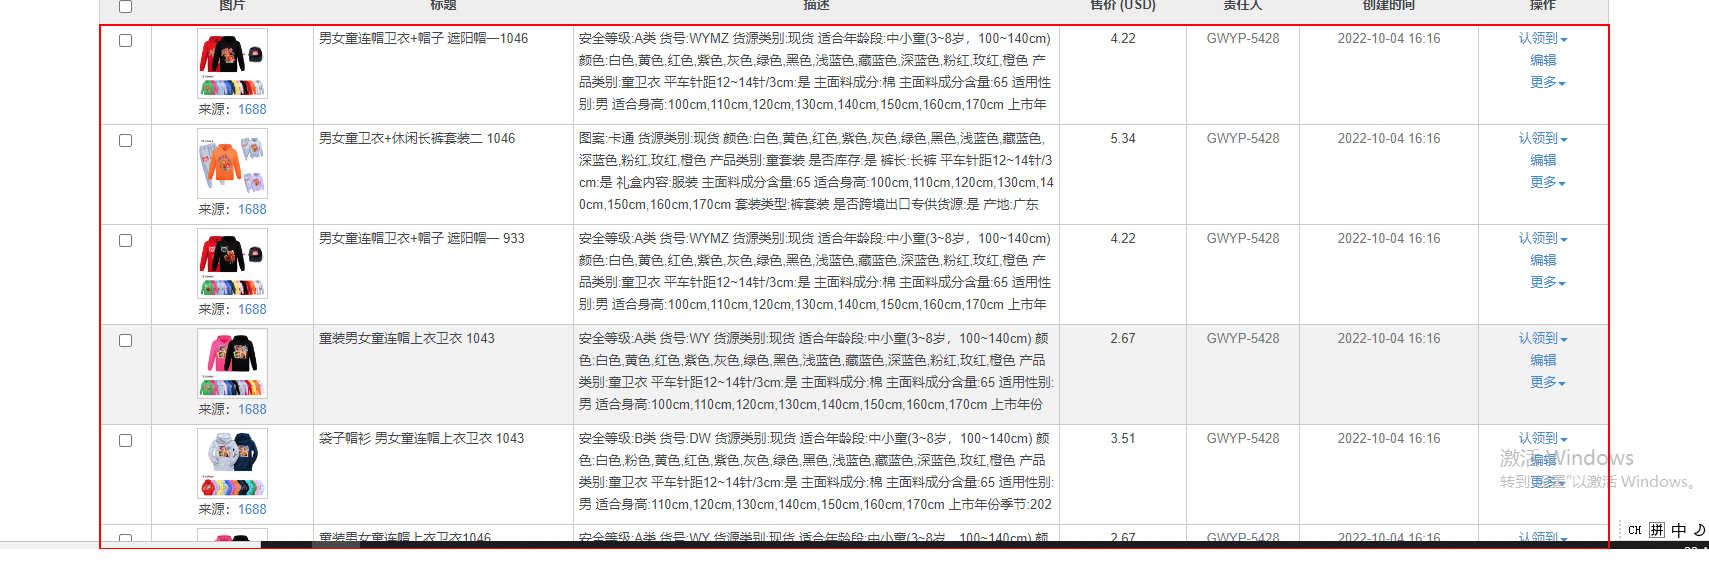 图片 标题 描述 售价 (USD) 责任人 创建时间 操作
男女童连帽卫衣+帽子 遮阳帽一1046
安全等级:A类 货号:WYMZ 货源类别:现货 适合年龄段:中小童(3~8岁，100~140cm)
颜色:白色,黄色,红色,紫色,灰色,绿色,黑色,浅蓝色,藏蓝色,深蓝色,粉红,玫红,橙色 产
品类别:童卫衣 平车针距12~14针/3cm:是 主面料成分:棉 主面料成分含量:65 适用性
别:男 适合身高:100cm,110cm,120cm,130cm,140cm,150cm,160cm,170cm 上市年
4.22
GWYP-5428
2022-10-04 16:16
认领到
编辑
更多
来源：1688
男女童卫衣+休闲长裤套装二 1046
图案:卡通 货源类别:现货 颜色:白色,黄色,红色,紫色,灰色,绿色,黑色,浅蓝色,藏蓝色,
深蓝色,粉红,玫红,橙色 产品类别:童套装 是否库存:是 裤长:长裤 平车针距12~14针/3
cm:是 礼盒内容:服装 主面料成分含量:65 适合身高:100cm,110cm,120cm,130cm,14
0cm,150cm,160cm,170cm 套装类型:裤套装 是否跨境出口专供货源:是 产地:广东
5.34
GWYP-5428
2022-10-04 16:16
认领到
编辑
更多
来源：1688
男女童连帽卫衣+帽子 遮阳帽一 933
安全等级:A类 货号:WYMZ 货源类别:现货 适合年龄段:中小童(3~8岁，100~140cm)
颜色:白色,黄色,红色,紫色,灰色,绿色,黑色,浅蓝色,藏蓝色,深蓝色,粉红,玫红,橙色 产
品类别:童卫衣 平车针距12~14针/3cm:是 主面料成分:棉 主面料成分含量:65 适用性
别:男 适合身高:100cm,110cm,120cm,130cm,140cm,150cm,160cm,170cm 上市年
4.22
GWYP-5428
2022-10-04 16:16
认领到
编辑
更多
来源：1688
童装男女童连帽上衣卫衣 1043
安全等级:A类 货号:WY 货源类别:现货 适合年龄段:中小童(3~8岁，100~140cm) 颜
色:白色,黄色,红色,紫色,灰色,绿色,黑色,浅蓝色,藏蓝色,深蓝色,粉红,玫红,橙色 产品
类别:童卫衣 平车针距12~14针/3cm:是 主面料成分:棉 主面料成分含量:65 适用性别:
男 适合身高:100cm,110cm,120cm,130cm,140cm,150cm,160cm,170cm 上市年份
2.67
GWYP-5428
2022-10-04 16:16
认领到
编辑
更多
来源：1688
袋子帽衫 男女童连帽上衣卫衣 1043
安全等级:B类 货号:DW 货源类别:现货 适合年龄段:中小童(3~8岁，100~140cm) 颜
色:白色,粉色,黄色,红色,紫色,灰色,绿色,黑色,浅蓝色,藏蓝色,深蓝色,玫红,橙色 产品
类别:童卫衣 平车针距12~14针/3cm:是 主面料成分:棉 主面料成分含量:65 适用性别:
男 适合身高:110cm,120cm,130cm,140cm,150cm,160cm,170cm 上市年份季节:202
3.51
GWYP-5428
2022-10-04 16:16
认领到
编辑
更多
来源：1688
激活 Windows
转到"设置"以激活 Windows。
童装男女童连帽上衣卫衣1046
安全等级:A类 货号:WY 货源类别:现货 适合年龄段:中小童(3~8岁，100~140cm) 颜
2.67
GWYP-5428
2022-10-04 16:16
认领到
CH 拼 中